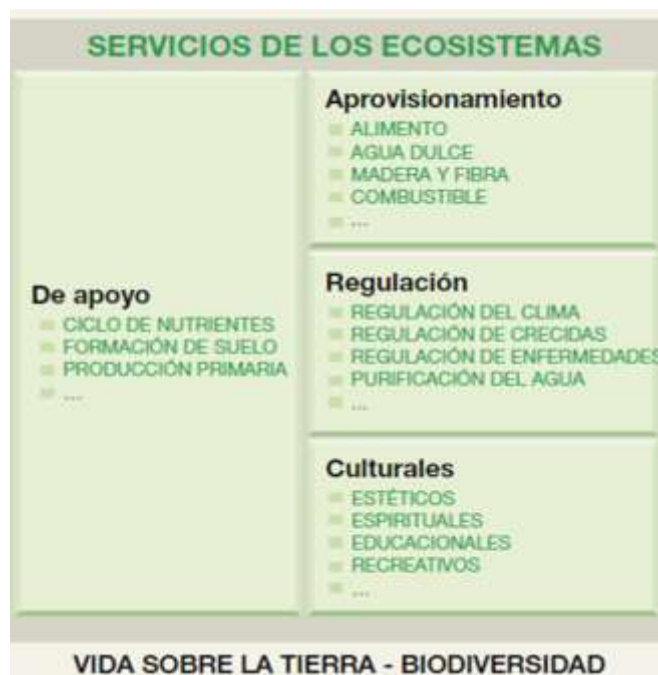 SERVICIOS DE LOS ECOSISTEMAS
De apoyo
CICLO DE NUTRIENTES
FORMACIÓN DE SUELO
PRODUCCIÓN PRIMARIA
...
Aprovisionamiento
ALIMENTO
AGUA DULCE
MADERA Y FIBRA
COMBUSTIBLE
...
Regulación
REGULACIÓN DEL CLIMA
REGULACIÓN DE CRECIDAS
REGULACIÓN DE ENFERMEDADES
PURIFICACIÓN DEL AGUA
...
Culturales
ESTÉTICOS
ESPIRITUALES
EDUCACIONALES
RECREATIVOS
...
VIDA SOBRE LA TIERRA - BIODIVERSIDAD